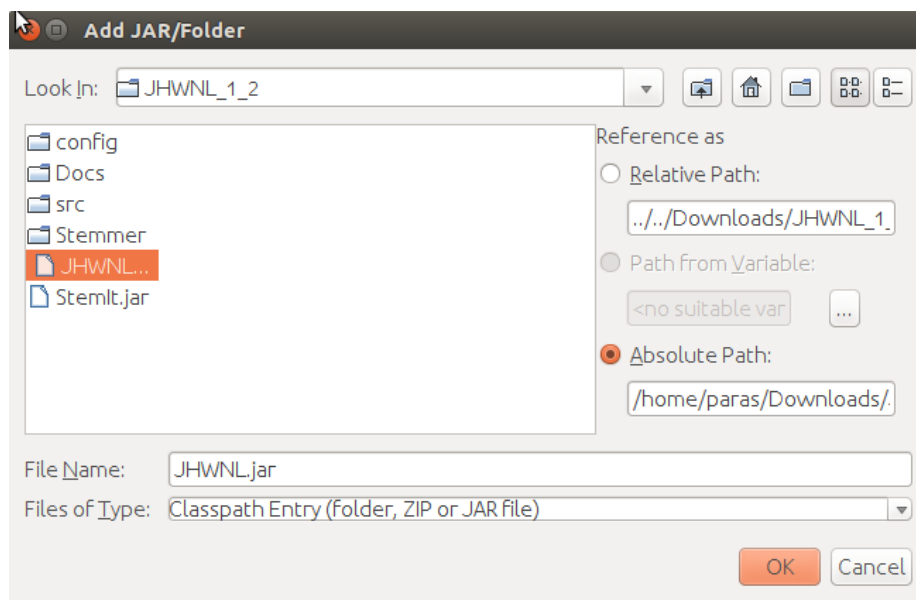 Add JAR/Folder
Look In: JHWNL_1_2
config
Docs
src
Stemmer
JHWNL...
StemIt.jar
Reference as
Relative Path:
../../Downloads/JHWNL_1_
Path from Variable:
<no suitable var
...
Absolute Path:
/home/paras/Downloads/.
File Name: JHWNL.jar
Files of Type: Classpath Entry (folder, ZIP or JAR file)
OK Cancel